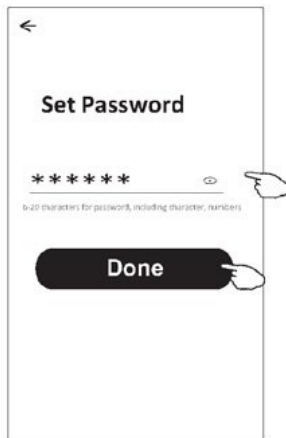 Set Password
******
6-20 characters for password, including character, numbers
Done